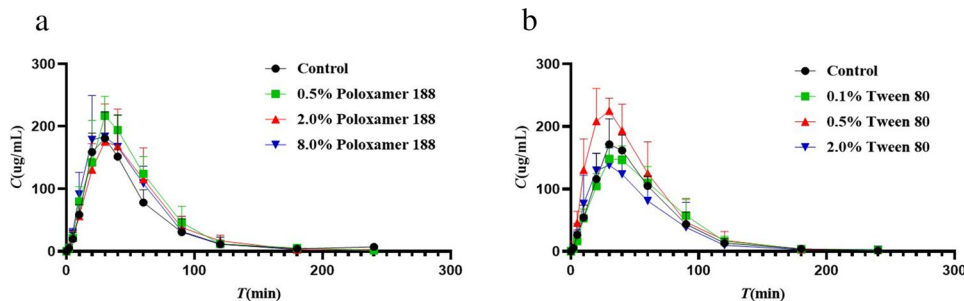 a
300
200
100
0
C(ug/mL)
0
100
200
300
T(min)
Control
0.5% Poloxamer 188
2.0% Poloxamer 188
8.0% Poloxamer 188
b
300
200
100
0
C(ug/mL)
0
100
200
300
T(min)
Control
0.1% Tween 80
0.5% Tween 80
2.0% Tween 80